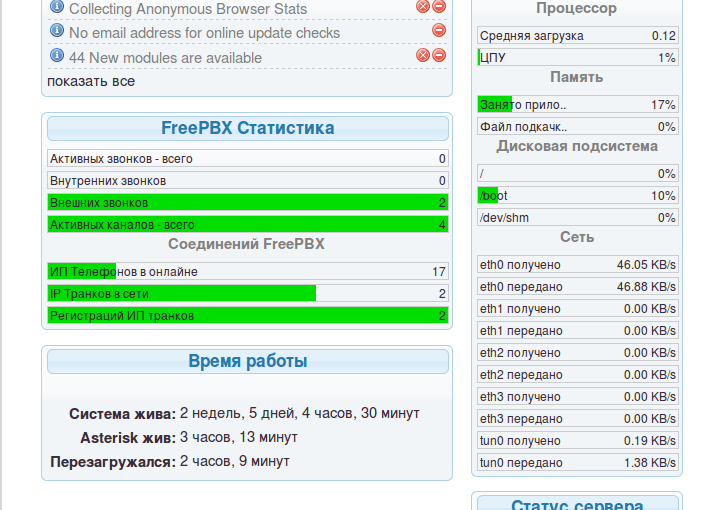 Collecting Anonymous Browser Stats
No email address for online update checks
44 New modules are available
показать все
FreePBX Статистика
Активных звонков - всего 0
Внутренних звонков 0
Внешних звонков 2
Активных каналов - всего 4
Соединений FreePBX
ИП Телефонов в онлайне 17
IP Транков в сети 2
Регистраций ИП транков 2
Время работы
Система жива: 2 недель, 5 дней, 4 часов, 30 минут
Asterisk жив: 3 часов, 13 минут
Перезагружался: 2 часов, 9 минут
Процессор
Средняя загрузка 0.12
ЦПУ 1%
Память
Занято прило.. 17%
Файл подкачк.. 0%
Дисковая подсистема
/ 0%
/boot 10%
/dev/shm 0%
Сеть
eth0 получено 46.05 KB/s
eth0 передано 46.88 KB/s
eth1 получено 0.00 KB/s
eth1 передано 0.00 KB/s
eth2 получено 0.00 KB/s
eth2 передано 0.00 KB/s
eth3 получено 0.00 KB/s
eth3 передано 0.00 KB/s
tun0 получено 0.19 KB/s
tun0 передано 1.38 KB/s
Статус сервера